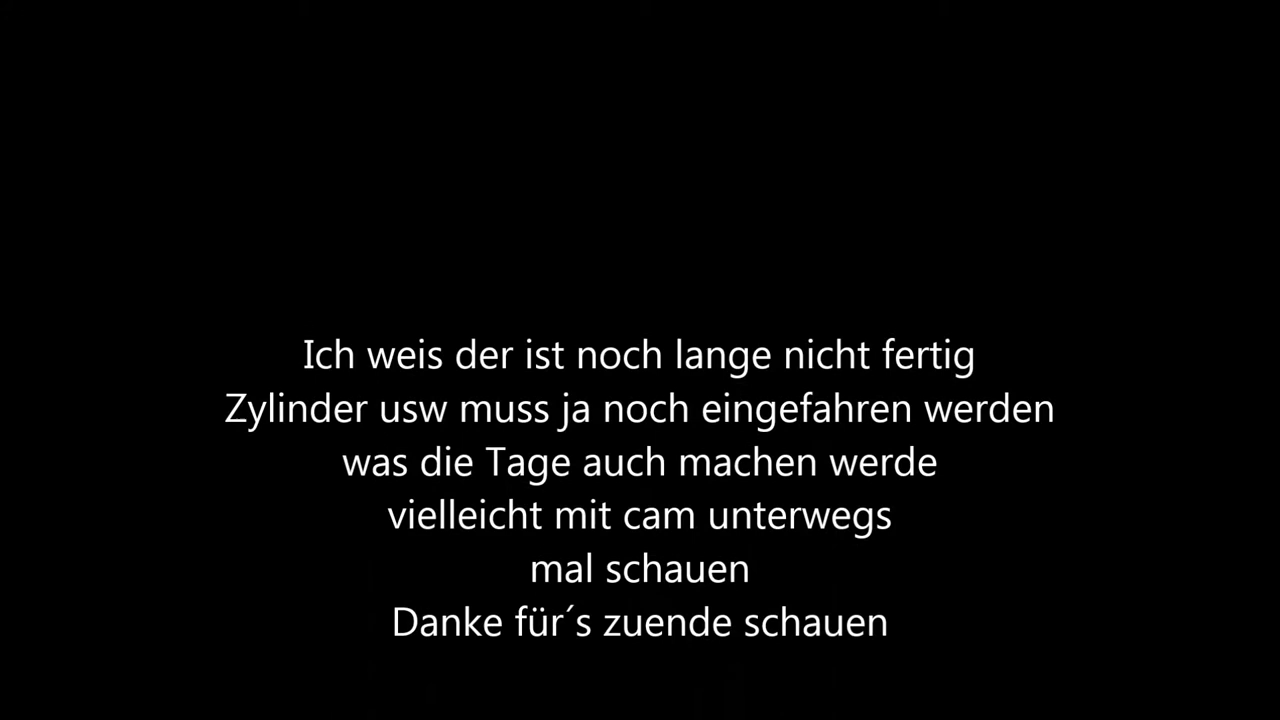 Ich weis der ist noch lange nicht fertig
Zylinder usw muss ja noch eingefahren werden
was die Tage auch machen werde
vielleicht mit cam unterwegs
mal schauen
Danke für´s zuende schauen